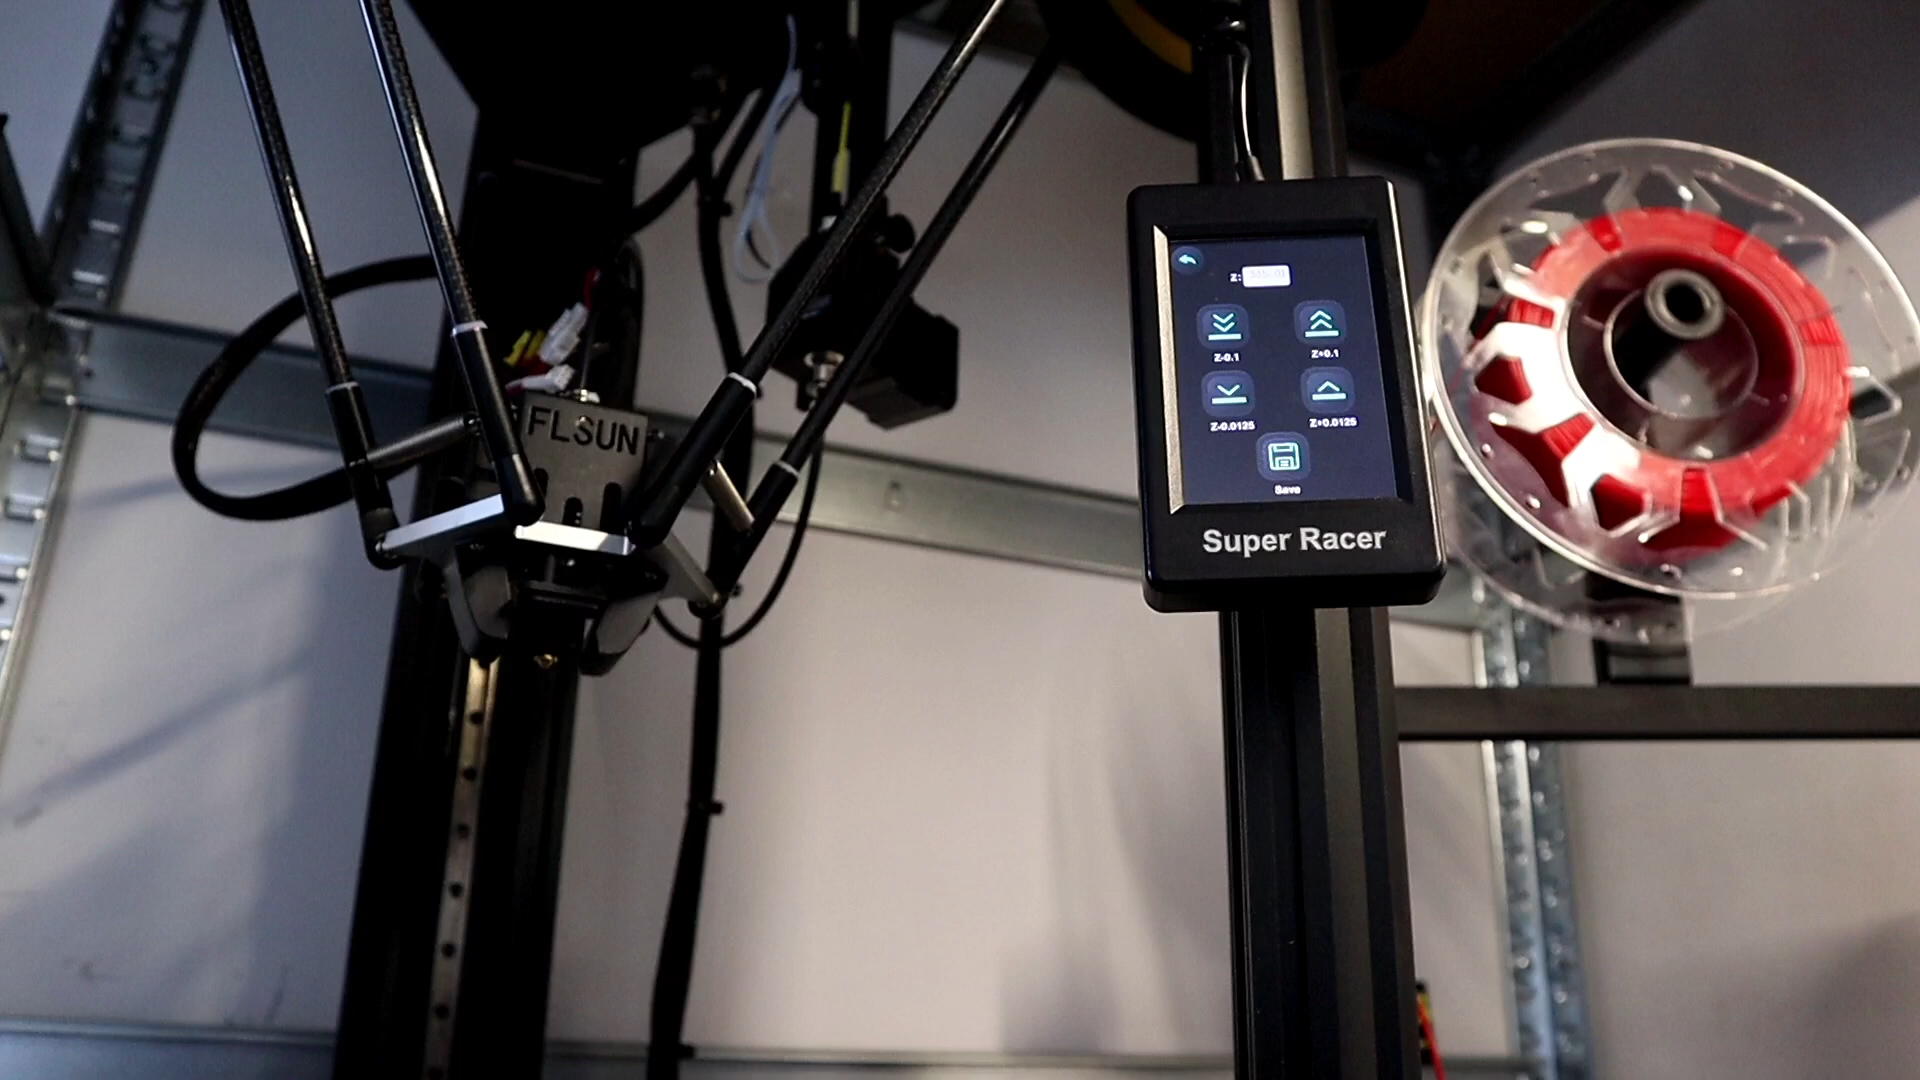 FLSUN
Z:
Z-0.1
Z+0.1
Z-0.0125
Z+0.0125
Save
Super Racer